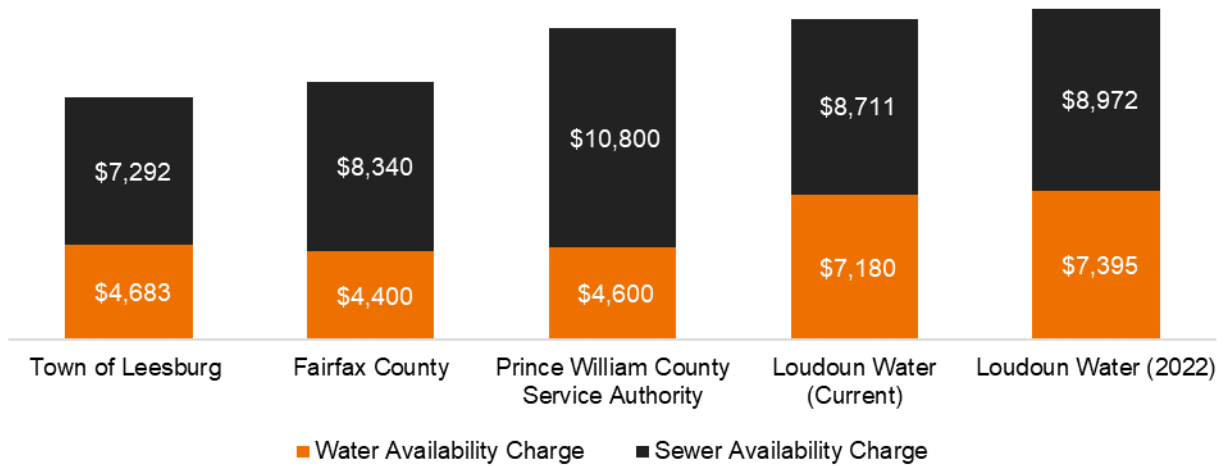 $7,292
$8,340
$10,800
$8,711
$8,972
$4,683
$4,400
$4,600
$7,180
$7,395
Town of Leesburg
Fairfax County
Prince William County
Service Authority
Loudoun Water
(Current)
Loudoun Water (2022)
Water Availability Charge
Sewer Availability Charge